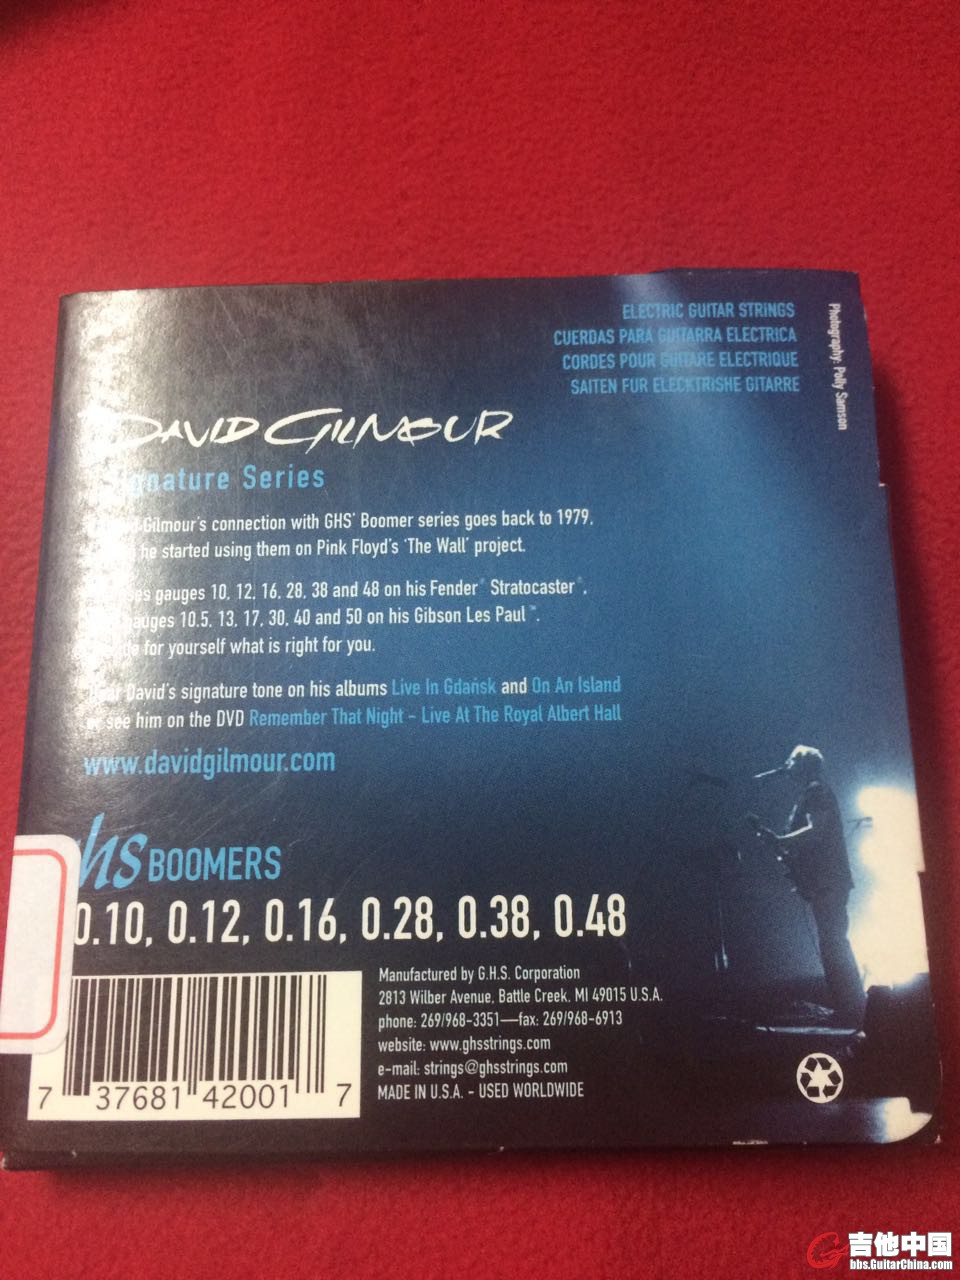 ELECTRIC GUITAR STRINGS
CUERDAS PARA GUITARRA ELECTRICA
CORDES POUR GUITARE ELECTRIQUE
SAITEN FUR ELECKTRISHE GITARRE
Photography: Polly Samson
DAVID GILMOUR
Signature Series
Gilmour's connection with GHS' Boomer series goes back to 1979,
he started using them on Pink Floyd's 'The Wall' project.
gauges 10, 12, 16, 28, 38 and 48 on his Fender® Stratocaster®,
gauges 10.5, 13, 17, 30, 40 and 50 on his Gibson Les Paul™.
for yourself what is right for you.
David's signature tone on his albums Live In Gdańsk and On An Island
or see him on the DVD Remember That Night - Live At The Royal Albert Hall
www.davidgilmour.com
ghs BOOMERS
0.10, 0.12, 0.16, 0.28, 0.38, 0.48
Manufactured by G.H.S. Corporation
2813 Wilber Avenue, Battle Creek, MI 49015 U.S.A.
phone: 269/968-3351—fax: 269/968-6913
website: www.ghsstrings.com
e-mail: strings@ghsstrings.com
MADE IN U.S.A. - USED WORLDWIDE
7 37681 42001 7
吉他中国
bbs.GuitarChina.com